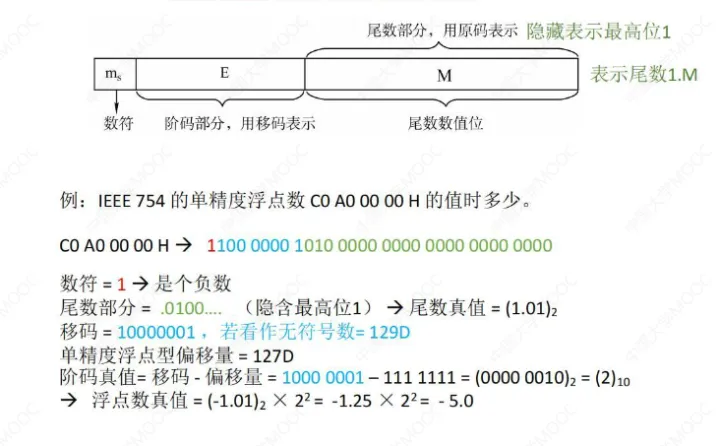 尾数部分，用原码表示 隐藏表示最高位1
mₛ E M 表示尾数1.M
数符 阶码部分，用移码表示 尾数数值位
例：IEEE 754 的单精度浮点数 C0 A0 00 00 H 的值时多少。
C0 A0 00 00 H → 1100 0000 1010 0000 0000 0000 0000 0000
数符 = 1 → 是个负数
尾数部分 = .0100.... （隐含最高位1） → 尾数真值 = (1.01)₂
移码 = 10000001 ，若看作无符号数= 129D
单精度浮点型偏移量 = 127D
阶码真值= 移码 - 偏移量 = 1000 0001 – 111 1111 = (0000 0010)₂ = (2)₁₀
→ 浮点数真值 = (-1.01)₂ × 2² = -1.25 × 2² = - 5.0